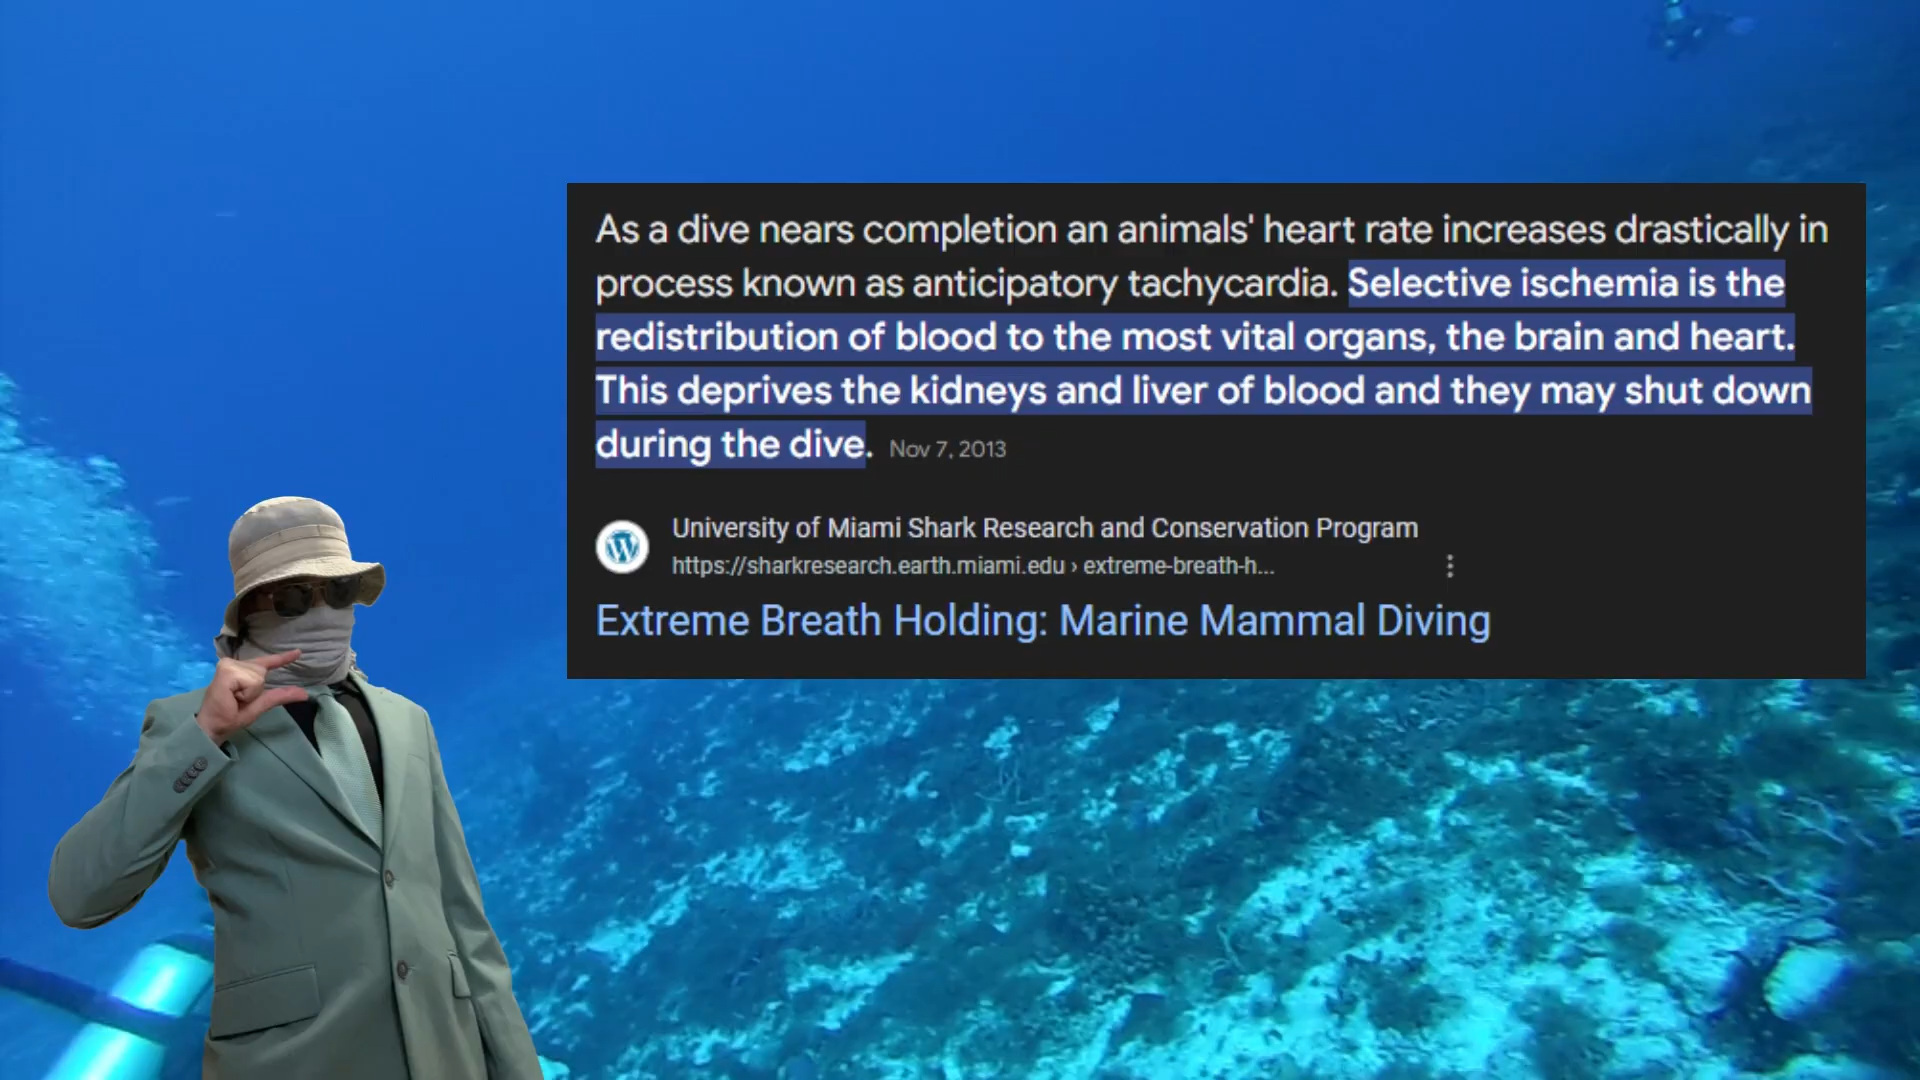 As a dive nears completion an animals' heart rate increases drastically in
process known as anticipatory tachycardia. Selective ischemia is the
redistribution of blood to the most vital organs, the brain and heart.
This deprives the kidneys and liver of blood and they may shut down
during the dive. Nov 7, 2013
University of Miami Shark Research and Conservation Program
https://sharkresearch.earth.miami.edu › extreme-breath-h...
Extreme Breath Holding: Marine Mammal Diving